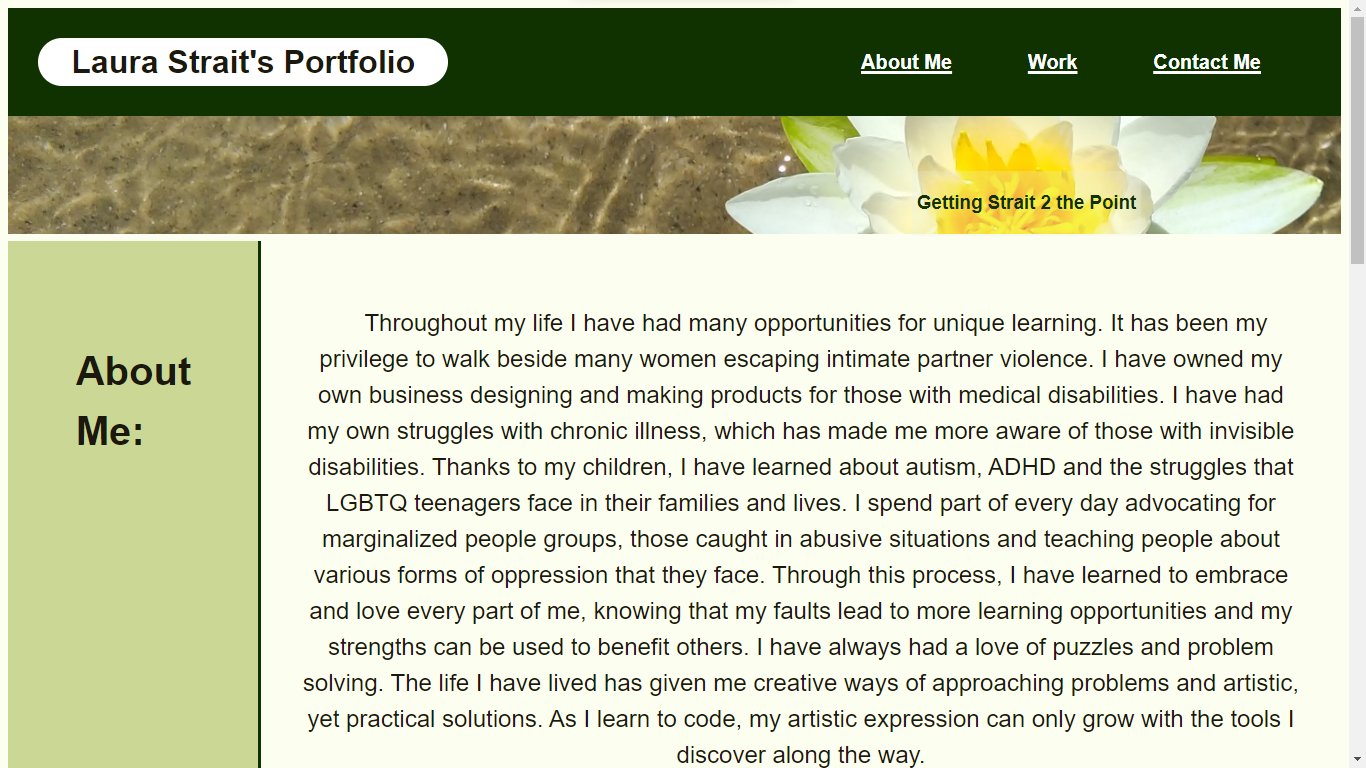 Laura Strait's Portfolio
About Me
Work
Contact Me
Getting Strait 2 the Point
About
Me:
Throughout my life I have had many opportunities for unique learning. It has been my
privilege to walk beside many women escaping intimate partner violence. I have owned my
own business designing and making products for those with medical disabilities. I have had
my own struggles with chronic illness, which has made me more aware of those with invisible
disabilities. Thanks to my children, I have learned about autism, ADHD and the struggles that
LGBTQ teenagers face in their families and lives. I spend part of every day advocating for
marginalized people groups, those caught in abusive situations and teaching people about
various forms of oppression that they face. Through this process, I have learned to embrace
and love every part of me, knowing that my faults lead to more learning opportunities and my
strengths can be used to benefit others. I have always had a love of puzzles and problem
solving. The life I have lived has given me creative ways of approaching problems and artistic,
yet practical solutions. As I learn to code, my artistic expression can only grow with the tools I
discover along the way.